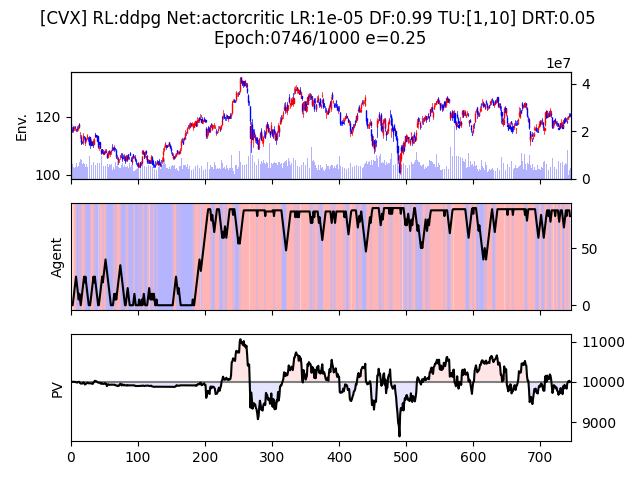 [CVX] RL:ddpg Net:actorcritic LR:1e-05 DF:0.99 TU:[1,10] DRT:0.05
Epoch:0746/1000 e=0.25
1e7
Env.
120
100
4
2
0
Agent
50
0
PV
11000
10000
9000
0 100 200 300 400 500 600 700